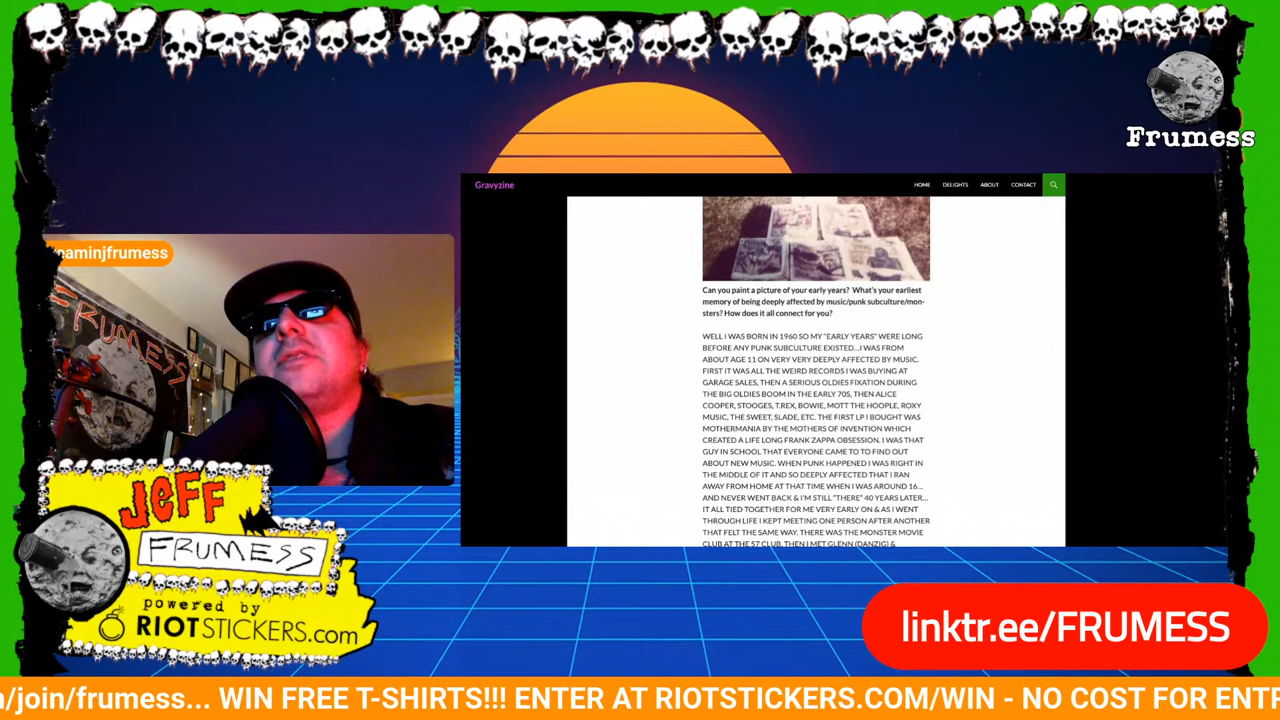 Frumess
Gravyzine
HOME DELIGHTS ABOUT CONTACT
aminjfrumess
FRUMESS
Can you paint a picture of your early years? What's your earliest
memory of being deeply affected by music/punk subculture/mon-
sters? How does it all connect for you?
WELL I WAS BORN IN 1960 SO MY "EARLY YEARS" WERE LONG
BEFORE ANY PUNK SUBCULTURE EXISTED...I WAS FROM
ABOUT AGE 11 ON VERY VERY DEEPLY AFFECTED BY MUSIC.
FIRST IT WAS ALL THE WEIRD RECORDS I WAS BUYING AT
GARAGE SALES, THEN A SERIOUS OLDIES FIXATION DURING
THE BIG OLDIES BOOM IN THE EARLY 70S, THEN ALICE
COOPER, STOOGES, T.REX, BOWIE, MOTT THE HOOPLE, ROXY
MUSIC, THE SWEET, SLADE, ETC. THE FIRST LP I BOUGHT WAS
MOTHERMANIA BY THE MOTHERS OF INVENTION WHICH
CREATED A LIFE LONG FRANK ZAPPA OBSESSION. I WAS THAT
GUY IN SCHOOL THAT EVERYONE CAME TO TO FIND OUT
ABOUT NEW MUSIC. WHEN PUNK HAPPENED I WAS RIGHT IN
THE MIDDLE OF IT AND SO DEEPLY AFFECTED THAT I RAN
AWAY FROM HOME AT THAT TIME WHEN I WAS AROUND 16...
AND NEVER WENT BACK & I'M STILL "THERE" 40 YEARS LATER...
IT ALL TIED TOGETHER FOR ME VERY EARLY ON & AS I WENT
THROUGH LIFE I KEPT MEETING ONE PERSON AFTER ANOTHER
THAT FELT THE SAME WAY. THERE WAS THE MONSTER MOVIE
CLUB AT THE 57 CLUB, THEN I MET GLENN (DANZIG) &
JEFF
FRUMESS
powered by
RIOTSTICKERS.com
linktr.ee/FRUMESS
/join/frumess... WIN FREE T-SHIRTS!!! ENTER AT RIOTSTICKERS.COM/WIN - NO COST FOR ENT